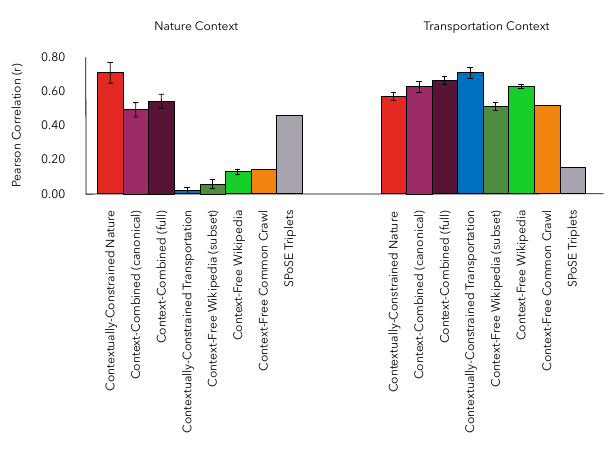 Nature Context
Transportation Context
Pearson Correlation (r)
0.80
0.60
0.40
0.20
0.00
Contextually-Constrained Nature
Context-Combined (canonical)
Context-Combined (full)
Contextually-Constrained Transportation
Context-Free Wikipedia (subset)
Context-Free Wikipedia
Context-Free Common Crawl
SPoSE Triplets
Contextually-Constrained Nature
Context-Combined (canonical)
Context-Combined (full)
Contextually-Constrained Transportation
Context-Free Wikipedia (subset)
Context-Free Wikipedia
Context-Free Common Crawl
SPoSE Triplets